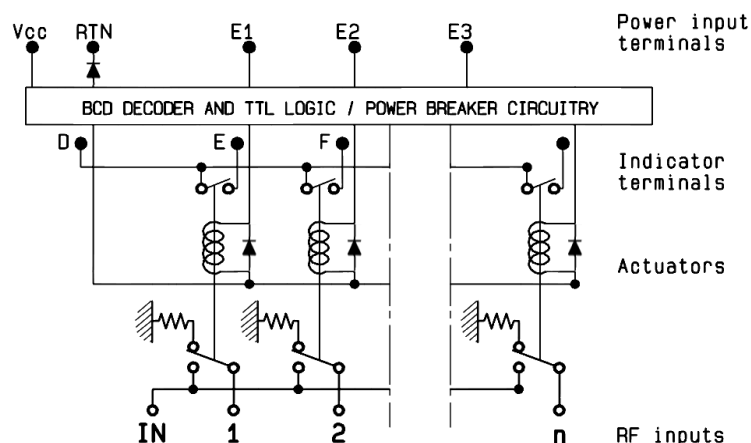 Vcc RTN E1 E2 E3 Power input
terminals
BCD DECODER AND TTL LOGIC / POWER BREAKER CIRCUITRY
D E F Indicator
terminals
Actuators
IN 1 2 n RF inputs